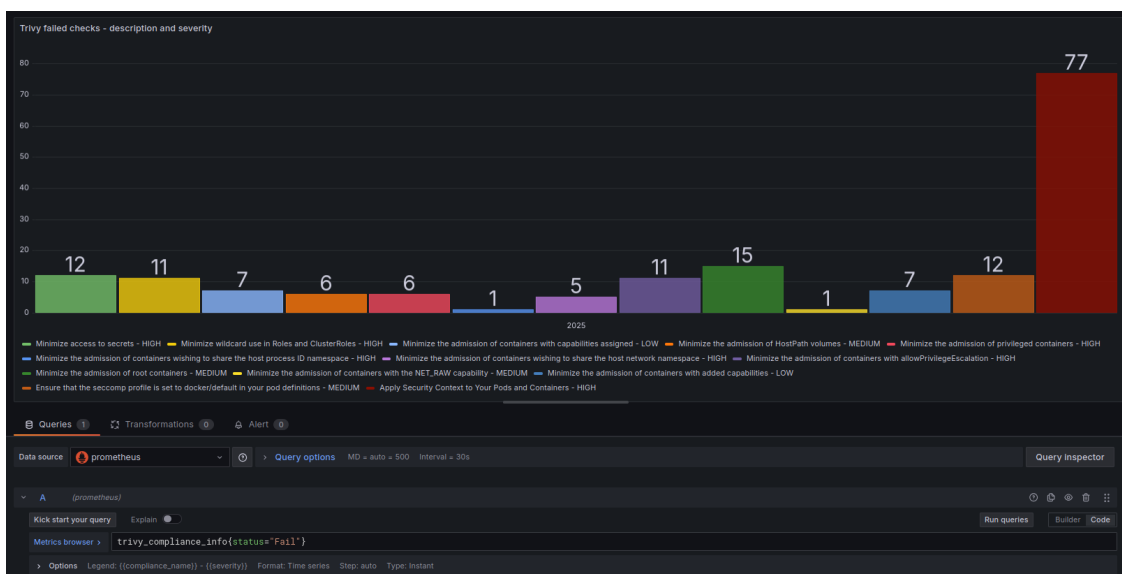 Trivy failed checks - description and severity
80
77
70
60
50
40
30
20
10
0
12
11
7
6
6
1
5
11
15
1
7
12
2025
Minimize access to secrets - HIGH Minimize wildcard use in Roles and ClusterRoles - HIGH Minimize the admission of containers with capabilities assigned - LOW Minimize the admission of HostPath volumes - MEDIUM Minimize the admission of privileged containers - HIGH
Minimize the admission of containers wishing to share the host process ID namespace - HIGH Minimize the admission of containers wishing to share the host network namespace - HIGH Minimize the admission of containers with allowPrivilegeEscalation - HIGH
Minimize the admission of root containers - MEDIUM Minimize the admission of containers with the NET_RAW capability - MEDIUM Minimize the admission of containers with added capabilities - LOW
Ensure that the seccomp profile is set to docker/default in your pod definitions - MEDIUM Apply Security Context to Your Pods and Containers - HIGH
Queries 1 Transformations 0 Alert 0
Data source prometheus > Query options MD = auto = 500 Interval = 30s Query inspector
A (prometheus)
Kick start your query Explain Run queries Builder Code
Metrics browser > trivy_compliance_info{status="Fail"}
> Options Legend: {{compliance_name}} - {{severity}} Format: Time series Step: auto Type: Instant